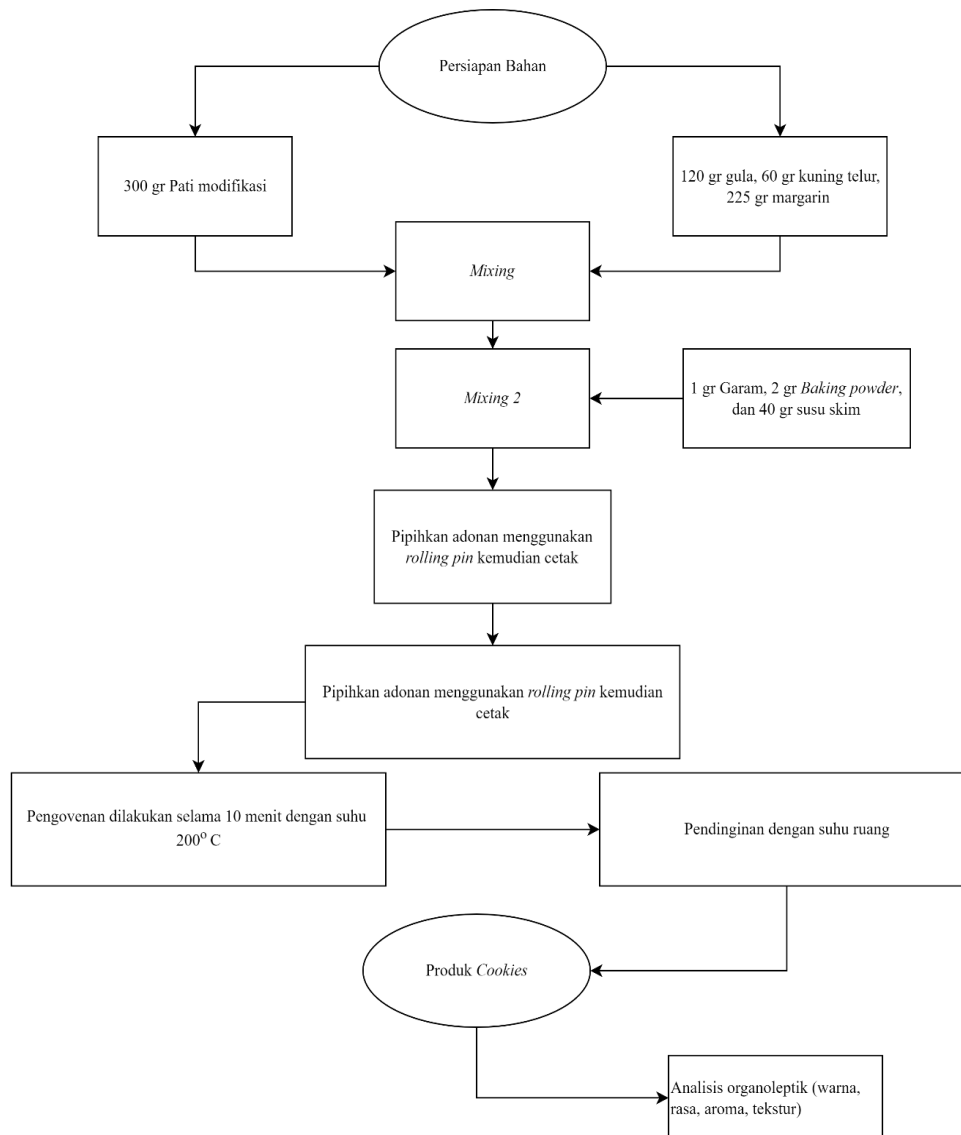 Persiapan Bahan
300 gr Pati modifikasi
120 gr gula, 60 gr kuning telur,
225 gr margarin
Mixing
Mixing 2
1 gr Garam, 2 gr Baking powder,
dan 40 gr susu skim
Pipihkan adonan menggunakan
rolling pin kemudian cetak
Pipihkan adonan menggunakan rolling pin kemudian
cetak
Pengovenan dilakukan selama 10 menit dengan suhu
200° C
Pendinginan dengan suhu ruang
Produk Cookies
Analisis organoleptik (warna,
rasa, aroma, tekstur)